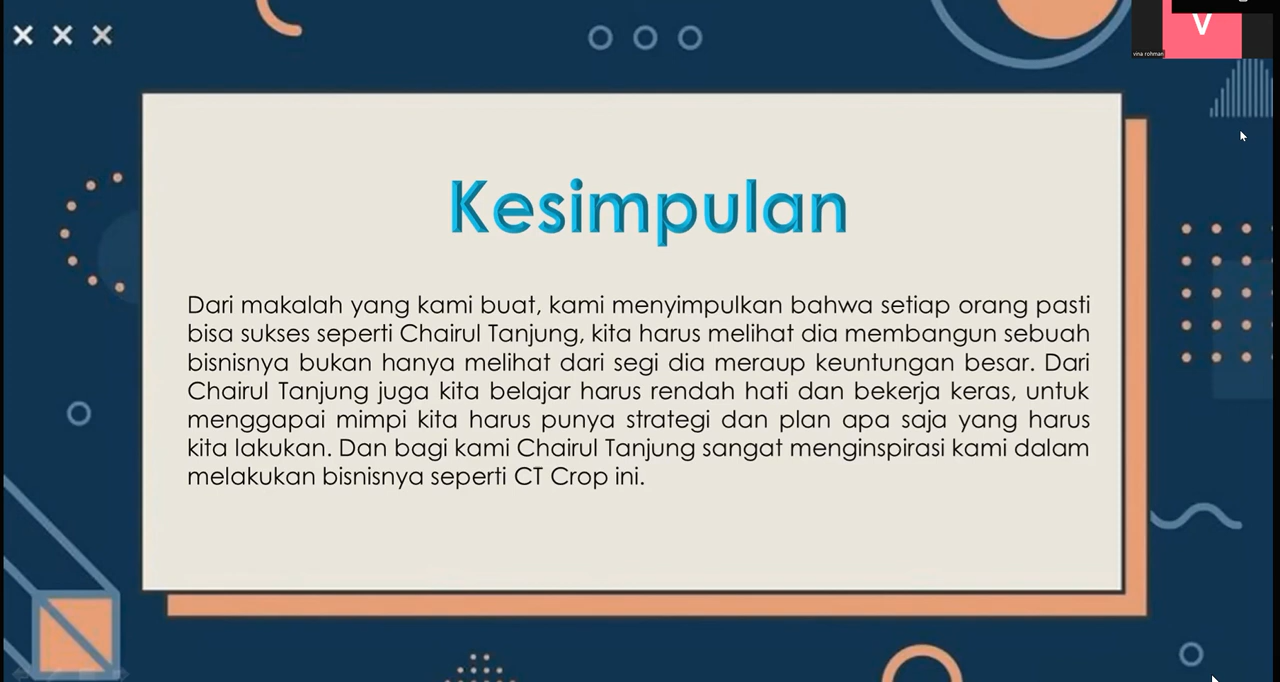 V
vina rohman
Kesimpulan
Dari makalah yang kami buat, kami menyimpulkan bahwa setiap orang pasti
bisa sukses seperti Chairul Tanjung, kita harus melihat dia membangun sebuah
bisnisnya bukan hanya melihat dari segi dia meraup keuntungan besar. Dari
Chairul Tanjung juga kita belajar harus rendah hati dan bekerja keras, untuk
menggapai mimpi kita harus punya strategi dan plan apa saja yang harus
kita lakukan. Dan bagi kami Chairul Tanjung sangat menginspirasi kami dalam
melakukan bisnisnya seperti CT Crop ini.